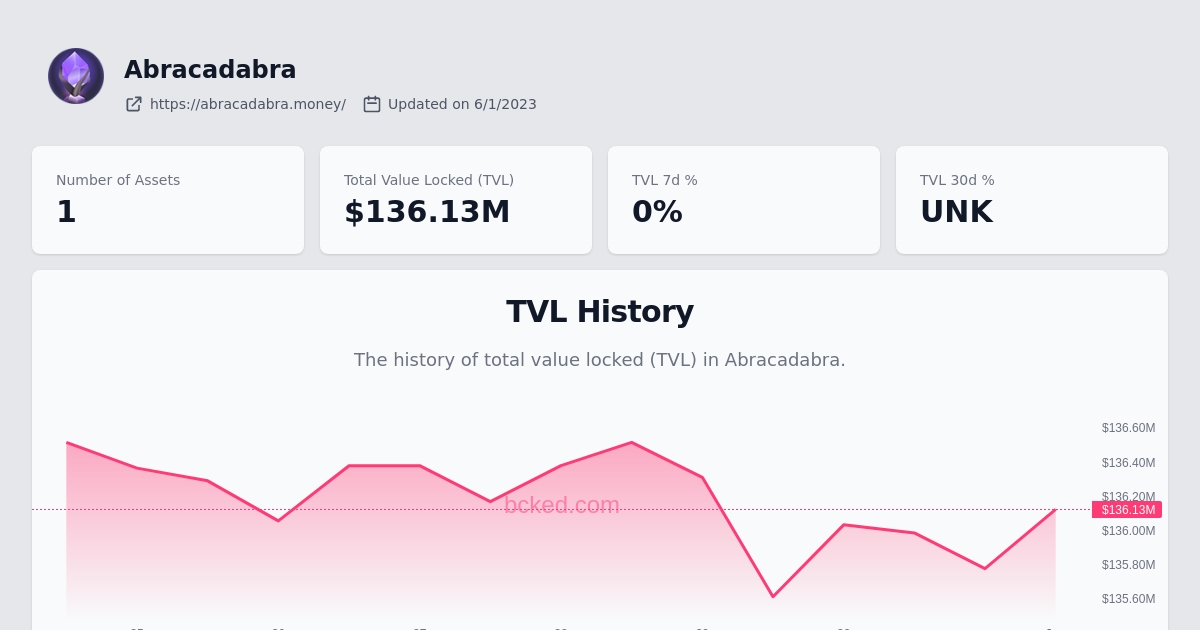 Abracadabra
https://abracadabra.money/ Updated on 6/1/2023
Number of Assets
1
Total Value Locked (TVL)
$136.13M
TVL 7d %
0%
TVL 30d %
UNK
TVL History
The history of total value locked (TVL) in Abracadabra.
$136.60M
$136.40M
$136.20M
bcked.com
$136.13M
$136.00M
$135.80M
$135.60M